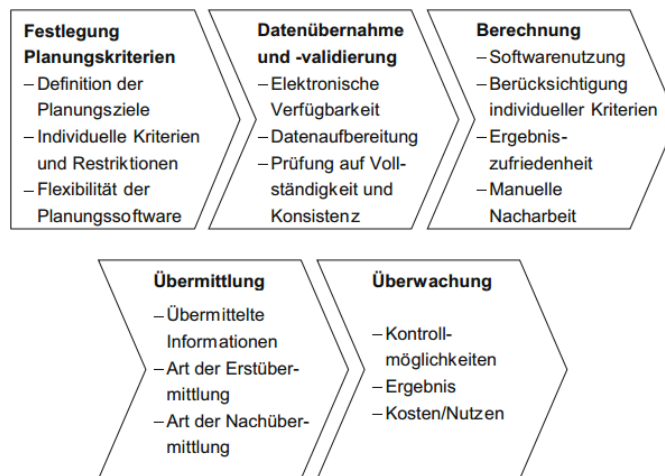 Festlegung
Planungskriterien
– Definition der
Planungsziele
– Individuelle Kriterien
und Restriktionen
– Flexibilität der
Planungssoftware
Datenübernahme
und -validierung
– Elektronische
Verfügbarkeit
– Datenaufbereitung
– Prüfung auf Voll-
ständigkeit und
Konsistenz
Berechnung
– Softwarenutzung
– Berücksichtigung
individueller Kriterien
– Ergebnis-
zufriedenheit
– Manuelle
Nacharbeit
Übermittlung
– Übermittelte
Informationen
– Art der Erstüber-
mittlung
– Art der Nachüber-
mittlung
Überwachung
– Kontroll-
möglichkeiten
– Ergebnis
– Kosten/Nutzen